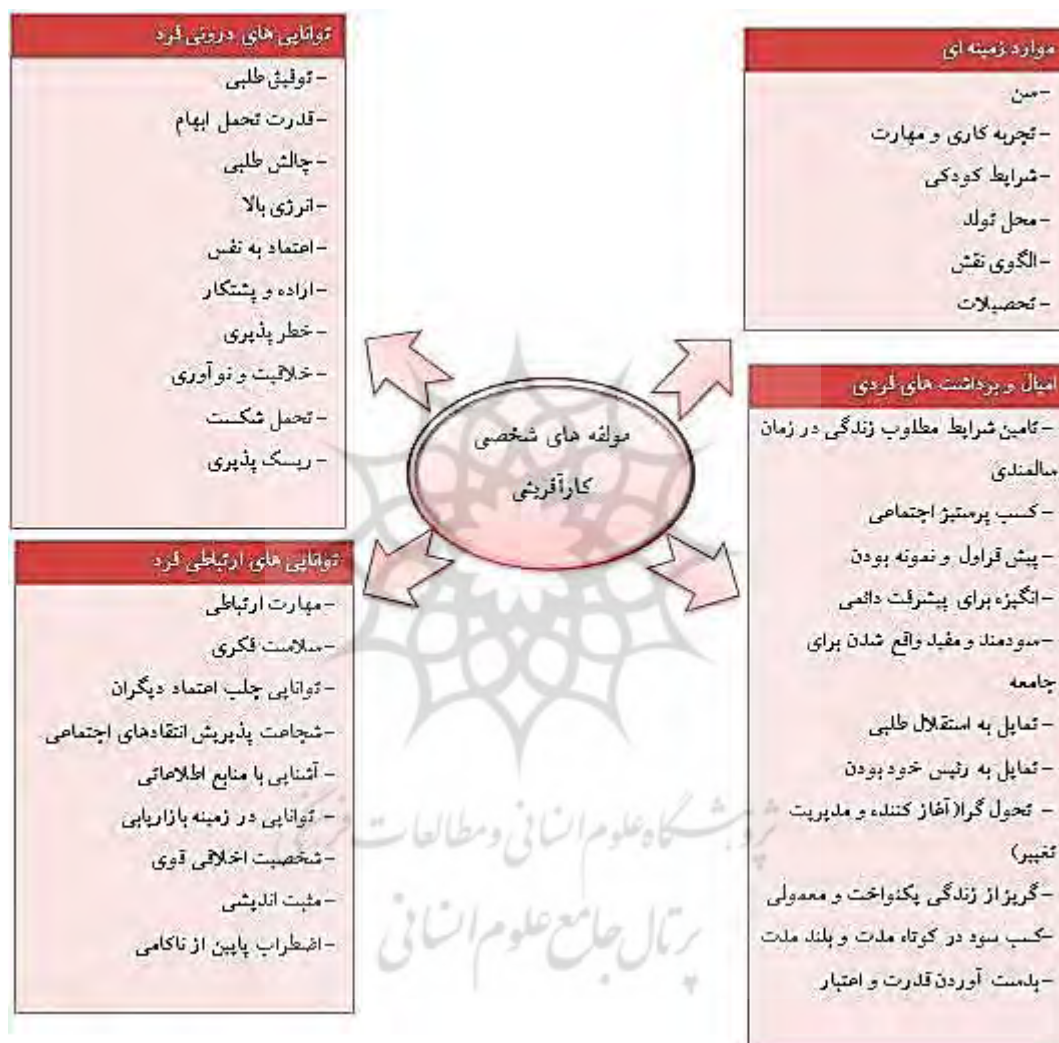 موارد زمینه ای
-سن
-تجربه کاری و مهارت
-شرایط کودکی
-محل تولد
-الگوی نقش
-تحصیلات
توانایی های درونی فرد
-توفیق طلبی
-قدرت تحمل ابهام
-چالش طلبی
-انرژی بالا
-اعتماد به نفس
-اراده و پشتکار
-خطر پذیری
-خلاقیت و نوآوری
-تحمل شکست
-ریسک پذیری
مولفه های شخصی
کارآفرینی
امیال و برداشت های فردی
-تامین شرایط مطلوب زندگی در زمان
سالمندی
-کسب پرستیژ اجتماعی
-پیش قراول و نمونه بودن
-انگیزه برای پیشرفت دائمی
-سودمند و مفید واقع شدن برای
جامعه
-تمایل به استقلال طلبی
-تمایل به رئیس خود بودن
- تحول گرا( آغاز کننده و مدیریت
تغییر)
-گریز از زندگی یکنواخت و معمولی
-کسب سود در کوتاه مدت و بلند مدت
-بدست آوردن قدرت و اعتبار
توانایی های ارتباطی فرد
-مهارت ارتباطی
-سلامت فکری
-توانایی جلب اعتماد دیگران
-شجاعت پذیرش انتقادهای اجتماعی
-آشنایی با منابع اطلاعاتی
-توانایی در زمینه بازاریابی
-شخصیت اخلاقی قوی
-مثبت اندیشی
-اضطراب پایین از ناکامی
پژوهشگاه علوم انسانی و مطالعات فرهنگی
پرتال جامع علوم انسانی